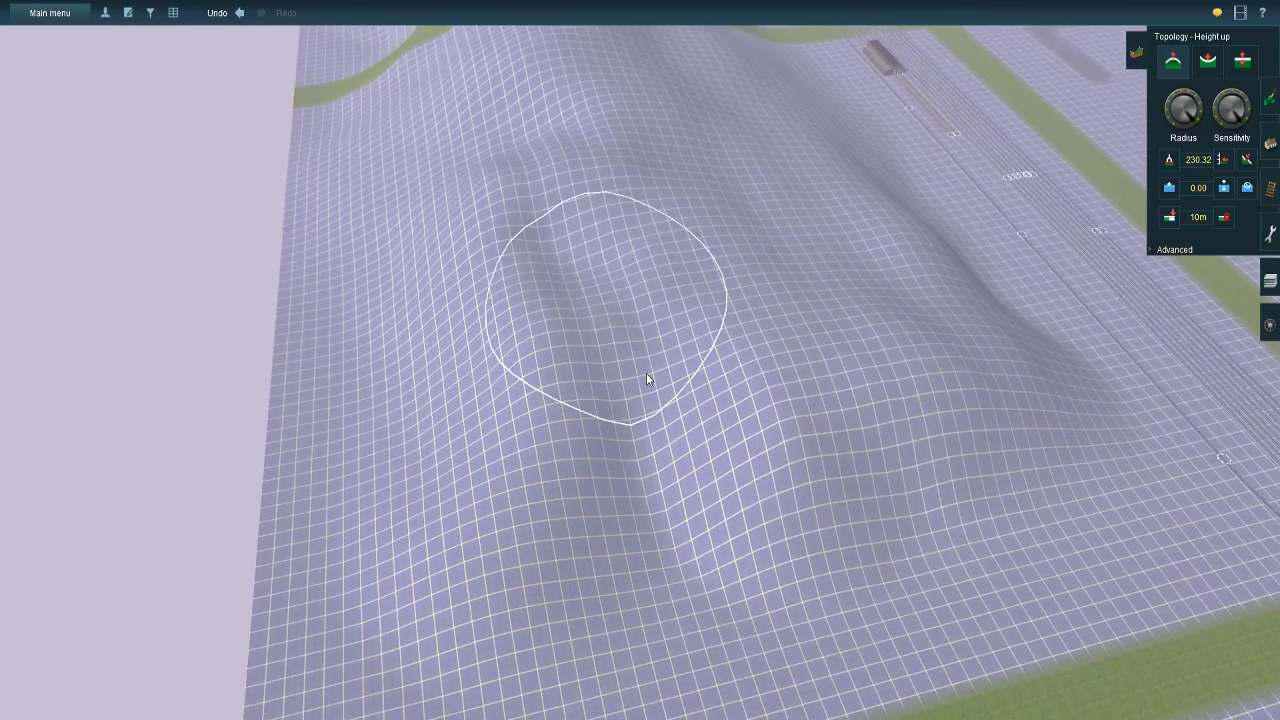 Main menu
Undo
Redo
Topology - Height up
Radius
Sensitivity
230.32
0.00
10m
Advanced